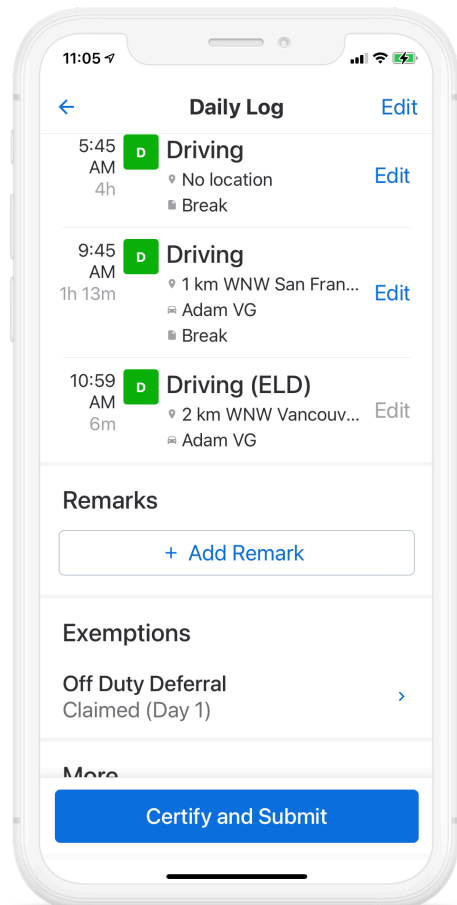 11:05
Daily Log Edit
5:45 AM D Driving
4h No location Edit
Break
9:45 AM D Driving
1h 13m 1 km WNW San Fran... Edit
Adam VG
Break
10:59 AM D Driving (ELD)
6m 2 km WNW Vancouv... Edit
Adam VG
Remarks
+ Add Remark
Exemptions
Off Duty Deferral
Claimed (Day 1)
More
Certify and Submit